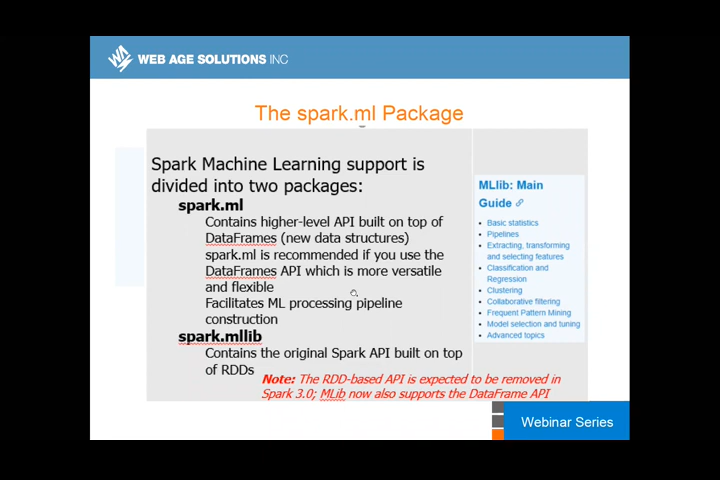 WEB AGE SOLUTIONS INC
The spark.ml Package
Spark Machine Learning support is
divided into two packages:
spark.ml
Contains higher-level API built on top of
DataFrames (new data structures)
spark.ml is recommended if you use the
DataFrames API which is more versatile
and flexible
Facilitates ML processing pipeline
construction
spark.mllib
Contains the original Spark API built on top
of RDDs
Note: The RDD-based API is expected to be removed in
Spark 3.0; MLib now also supports the DataFrame API
MLlib: Main
Guide
Basic statistics
Pipelines
Extracting, transforming
and selecting features
Classification and
Regression
Clustering
Collaborative filtering
Frequent Pattern Mining
Model selection and tuning
Advanced topics
Webinar Series